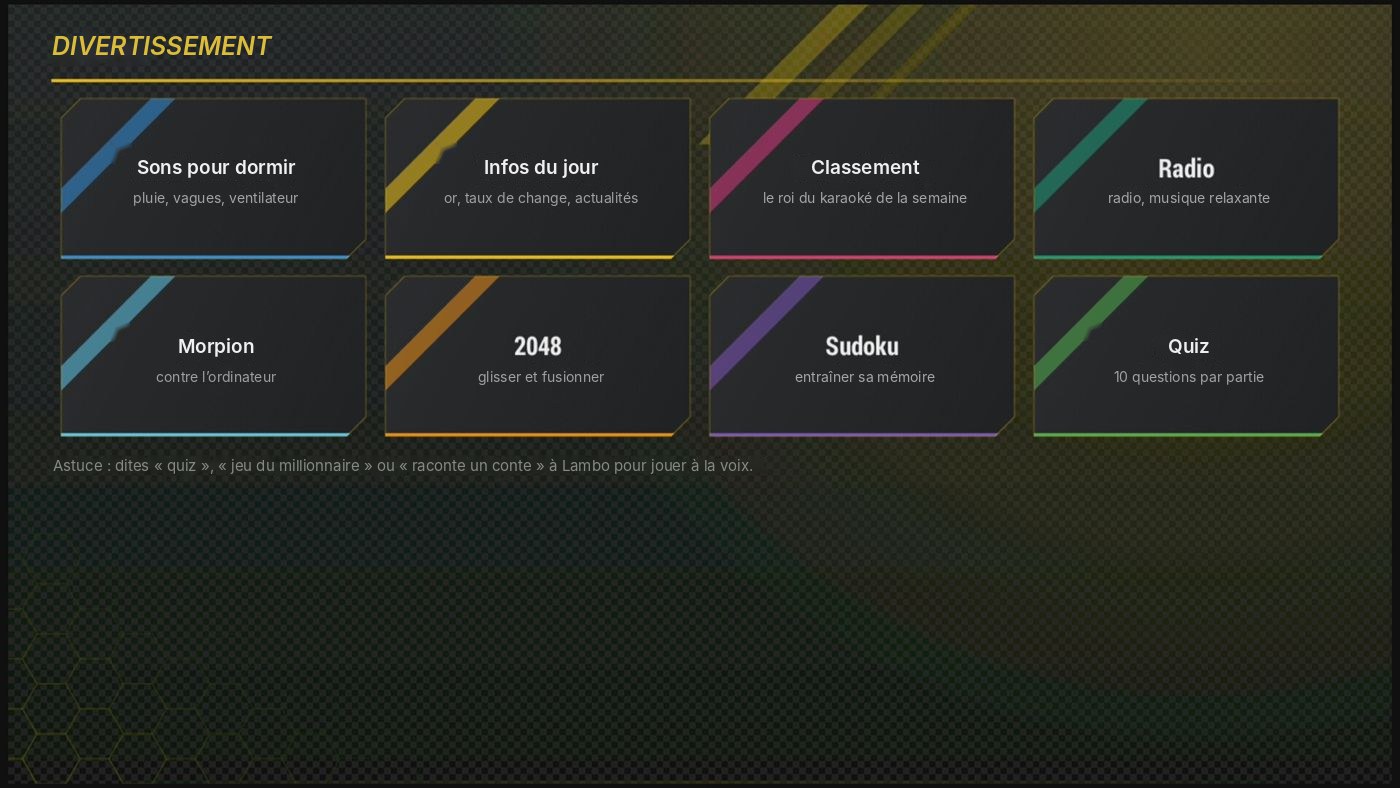 DIVERTISSEMENT
Sons pour dormir
pluie, vagues, ventilateur
Infos du jour
or, taux de change, actualités
Classement
le roi du karaoké de la semaine
Radio
radio, musique relaxante
Morpion
contre l’ordinateur
2048
glisser et fusionner
Sudoku
entraîner sa mémoire
Quiz
10 questions par partie
Astuce : dites « quiz », « jeu du millionnaire » ou « raconte un conte » à Lambo pour jouer à la voix.